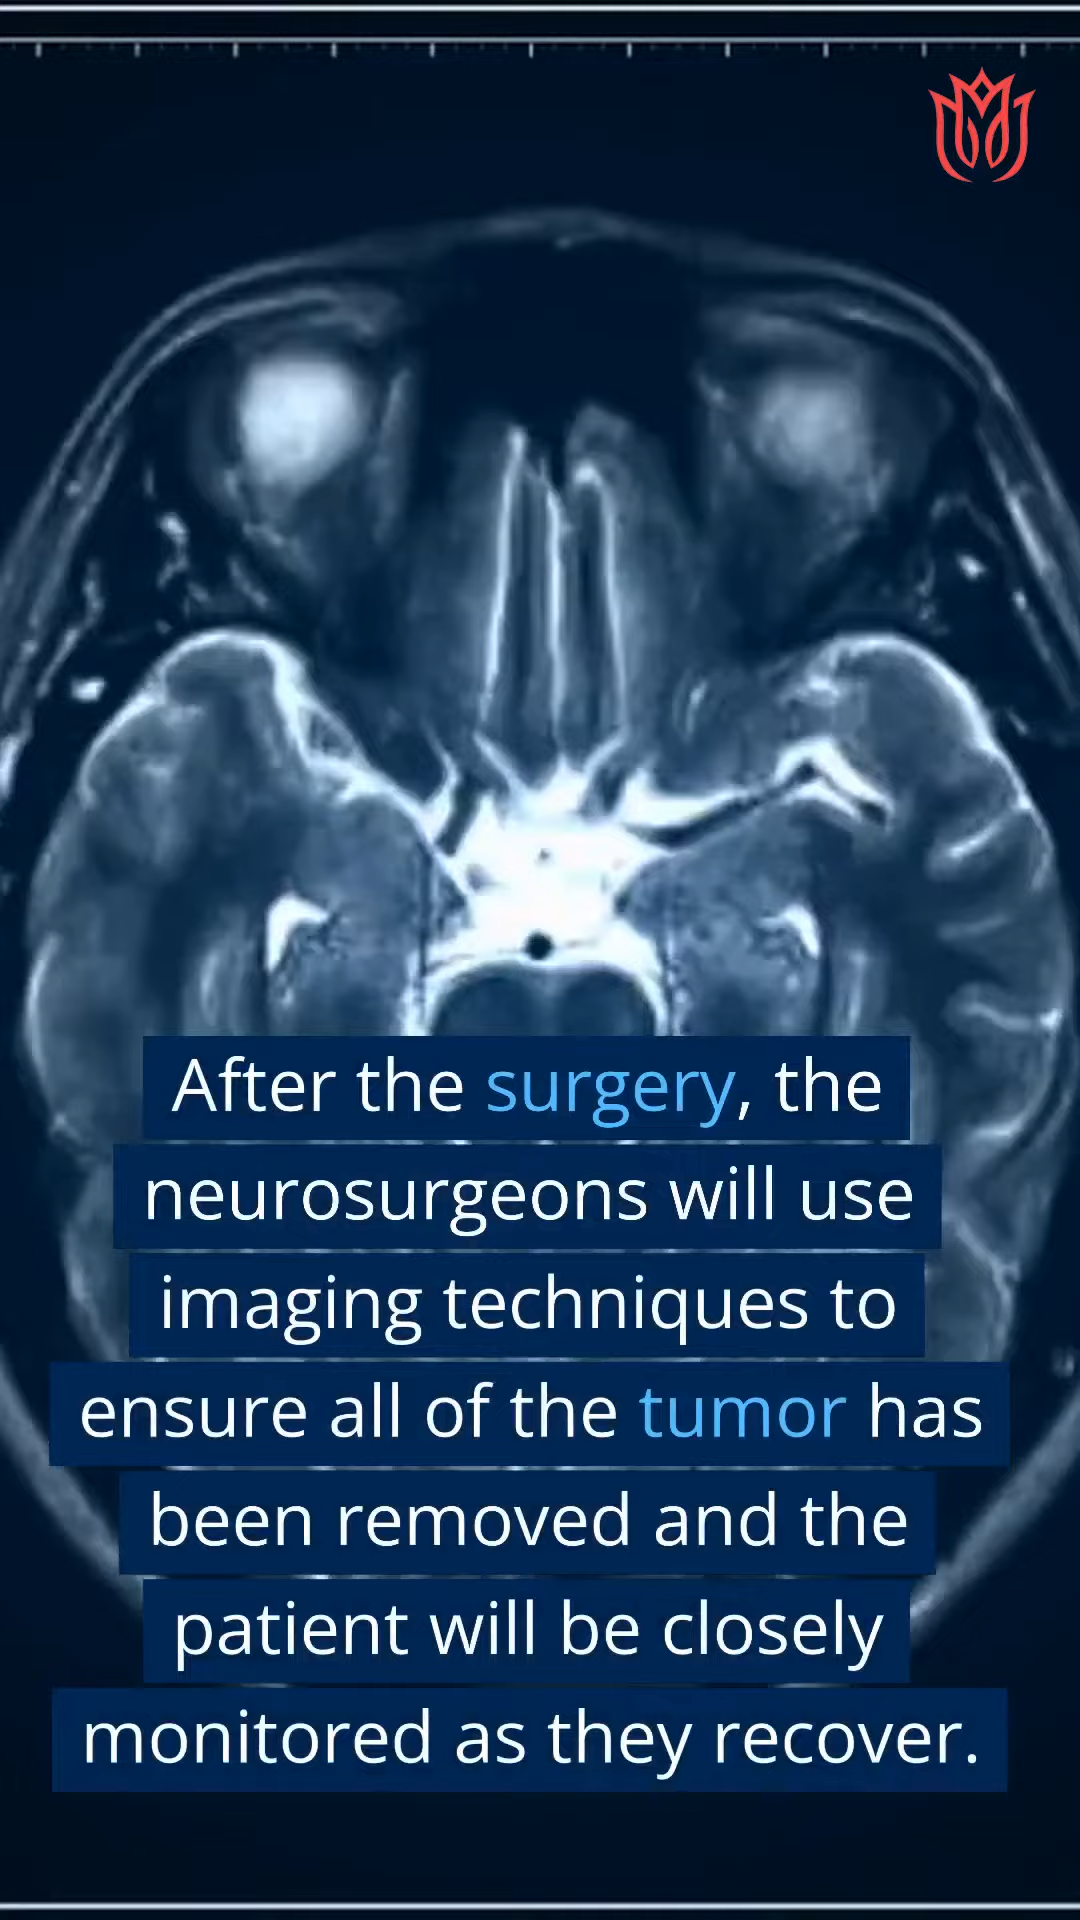 After the surgery, the
neurosurgeons will use
imaging techniques to
ensure all of the tumor has
been removed and the
patient will be closely
monitored as they recover.